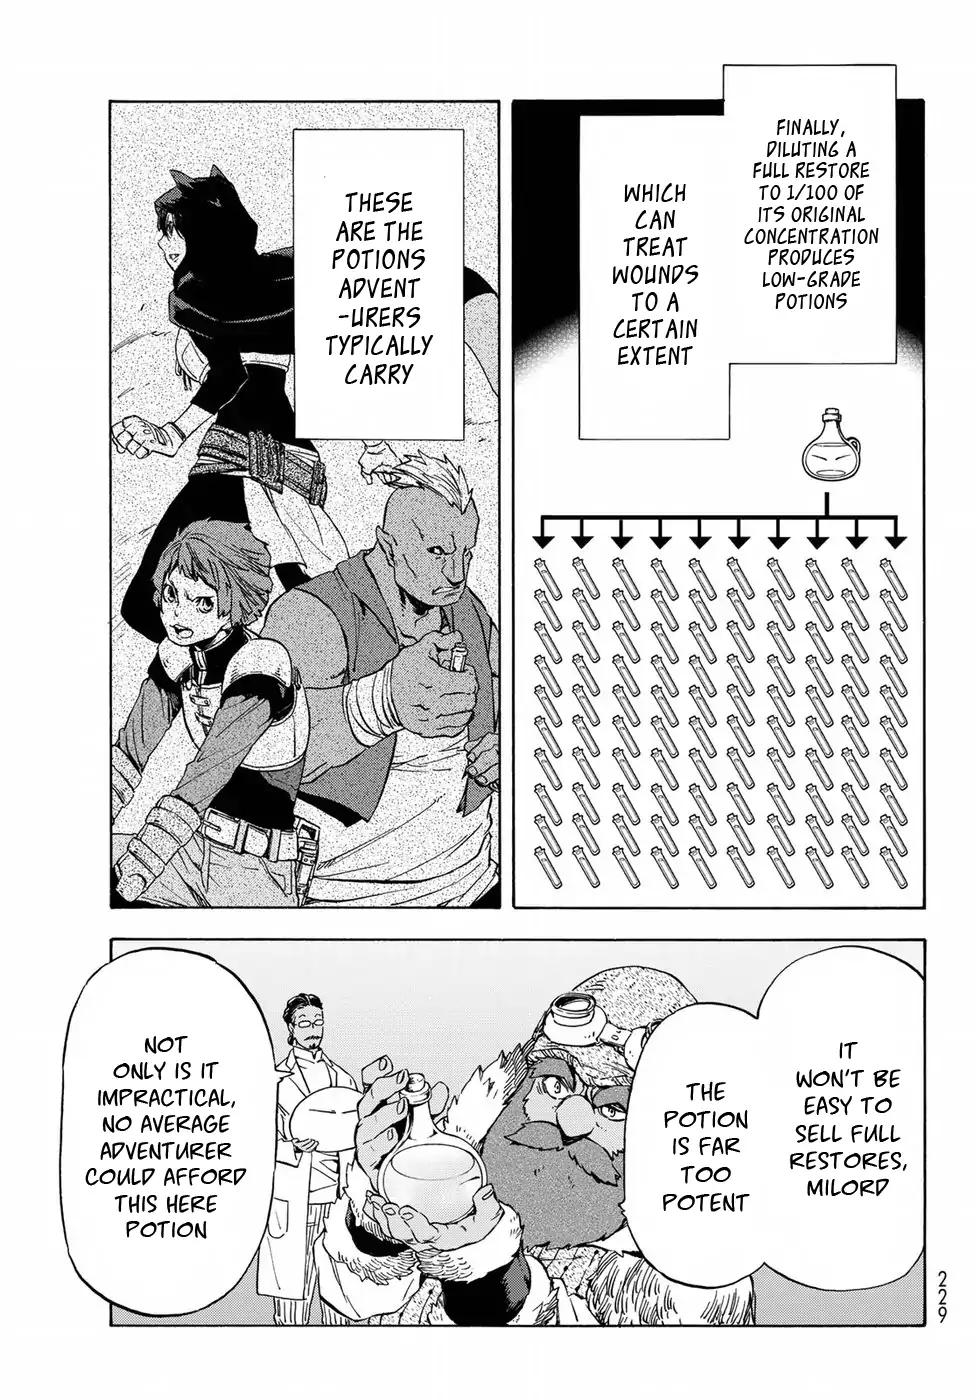 FINALLY,
DILUTING A
FULL RESTORE
TO 1/100 OF
ITS ORIGINAL
CONCENTRATION
PRODUCES
LOW-GRADE
POTIONS
WHICH
CAN
TREAT
WOUNDS
TO A
CERTAIN
EXTENT
THESE
ARE THE
POTIONS
ADVENT
-URERS
TYPICALLY
CARRY
IT
WON'T BE
EASY TO
SELL FULL
RESTORES,
MILORD
THE
POTION
IS FAR
TOO
POTENT
NOT
ONLY IS IT
IMPRACTICAL,
NO AVERAGE
ADVENTURER
COULD AFFORD
THIS HERE
POTION
229